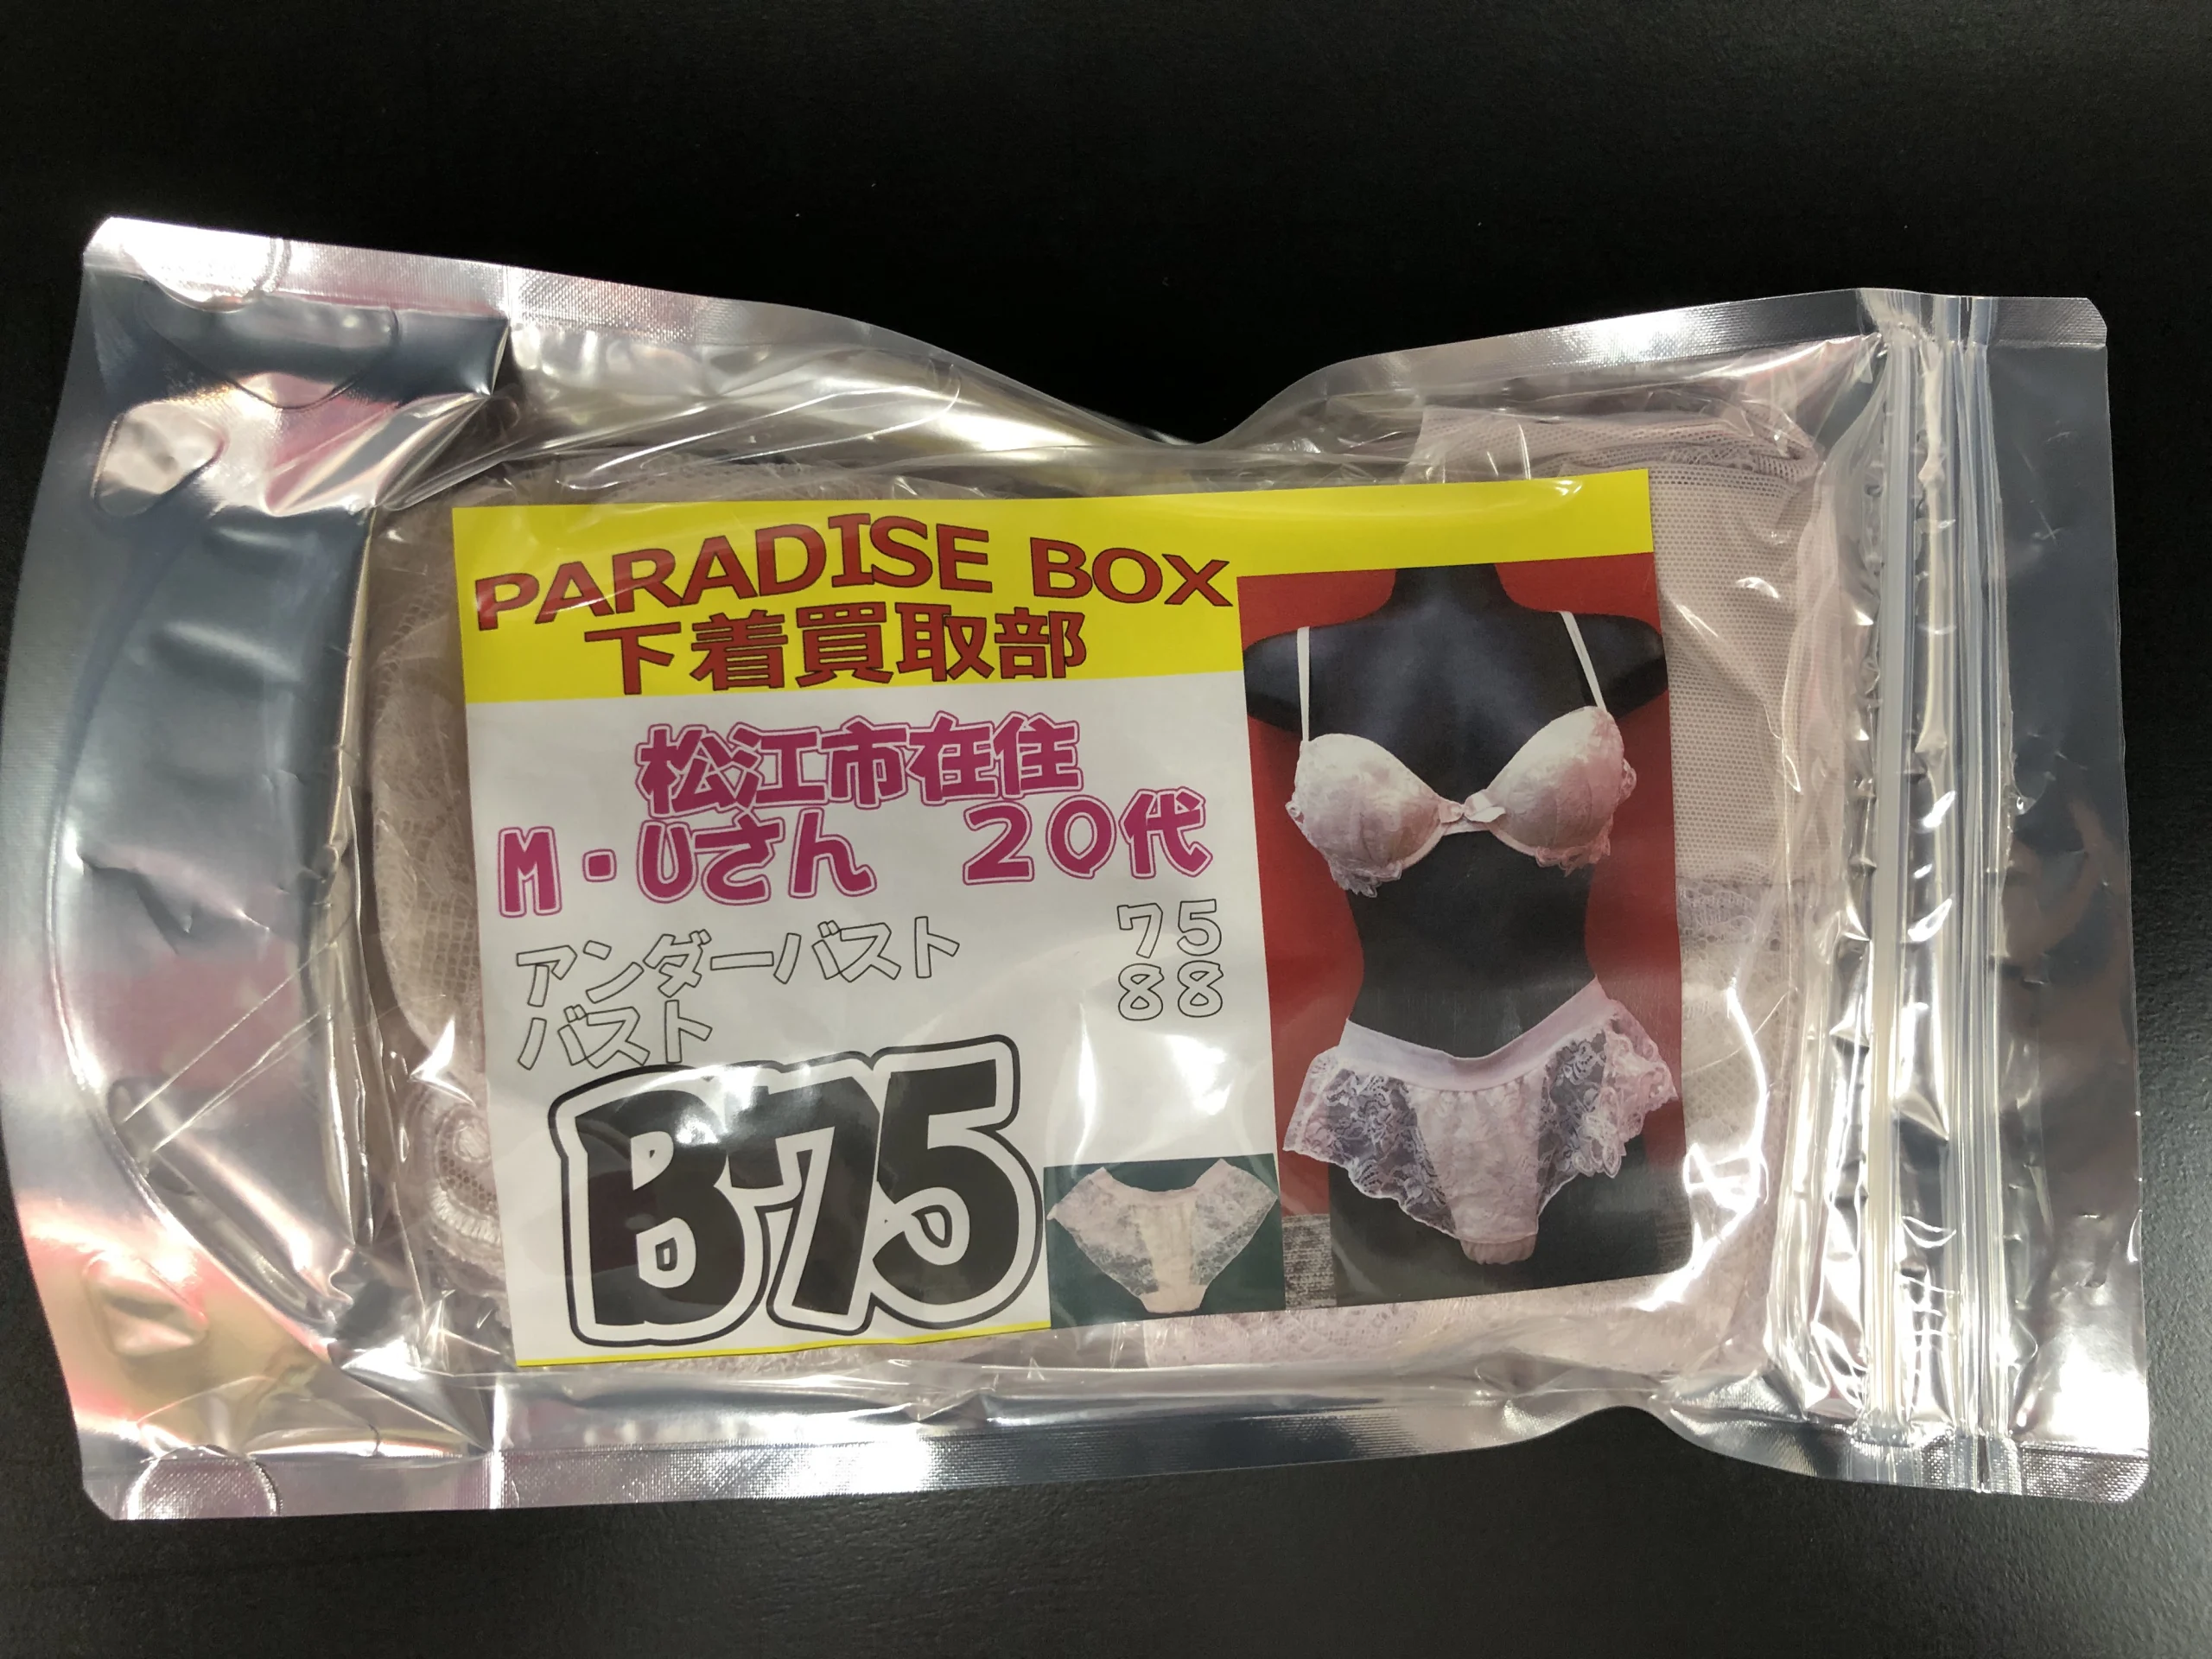 PARADISE BOX
下着買取部
松江市在住
M・Uさん　20代
アンダーバスト　75
バスト　88
B75